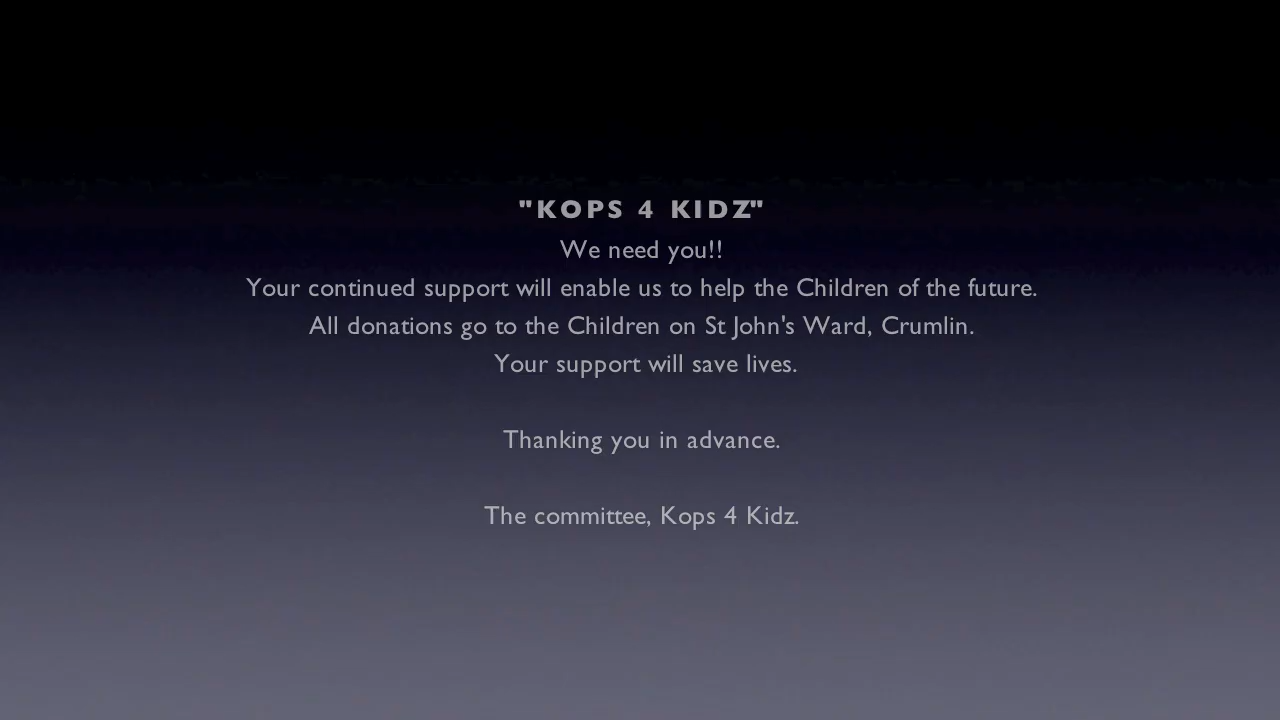 "KOPS 4 KIDZ"
We need you!!
Your continued support will enable us to help the Children of the future.
All donations go to the Children on St John's Ward, Crumlin.
Your support will save lives.
Thanking you in advance.
The committee, Kops 4 Kidz.